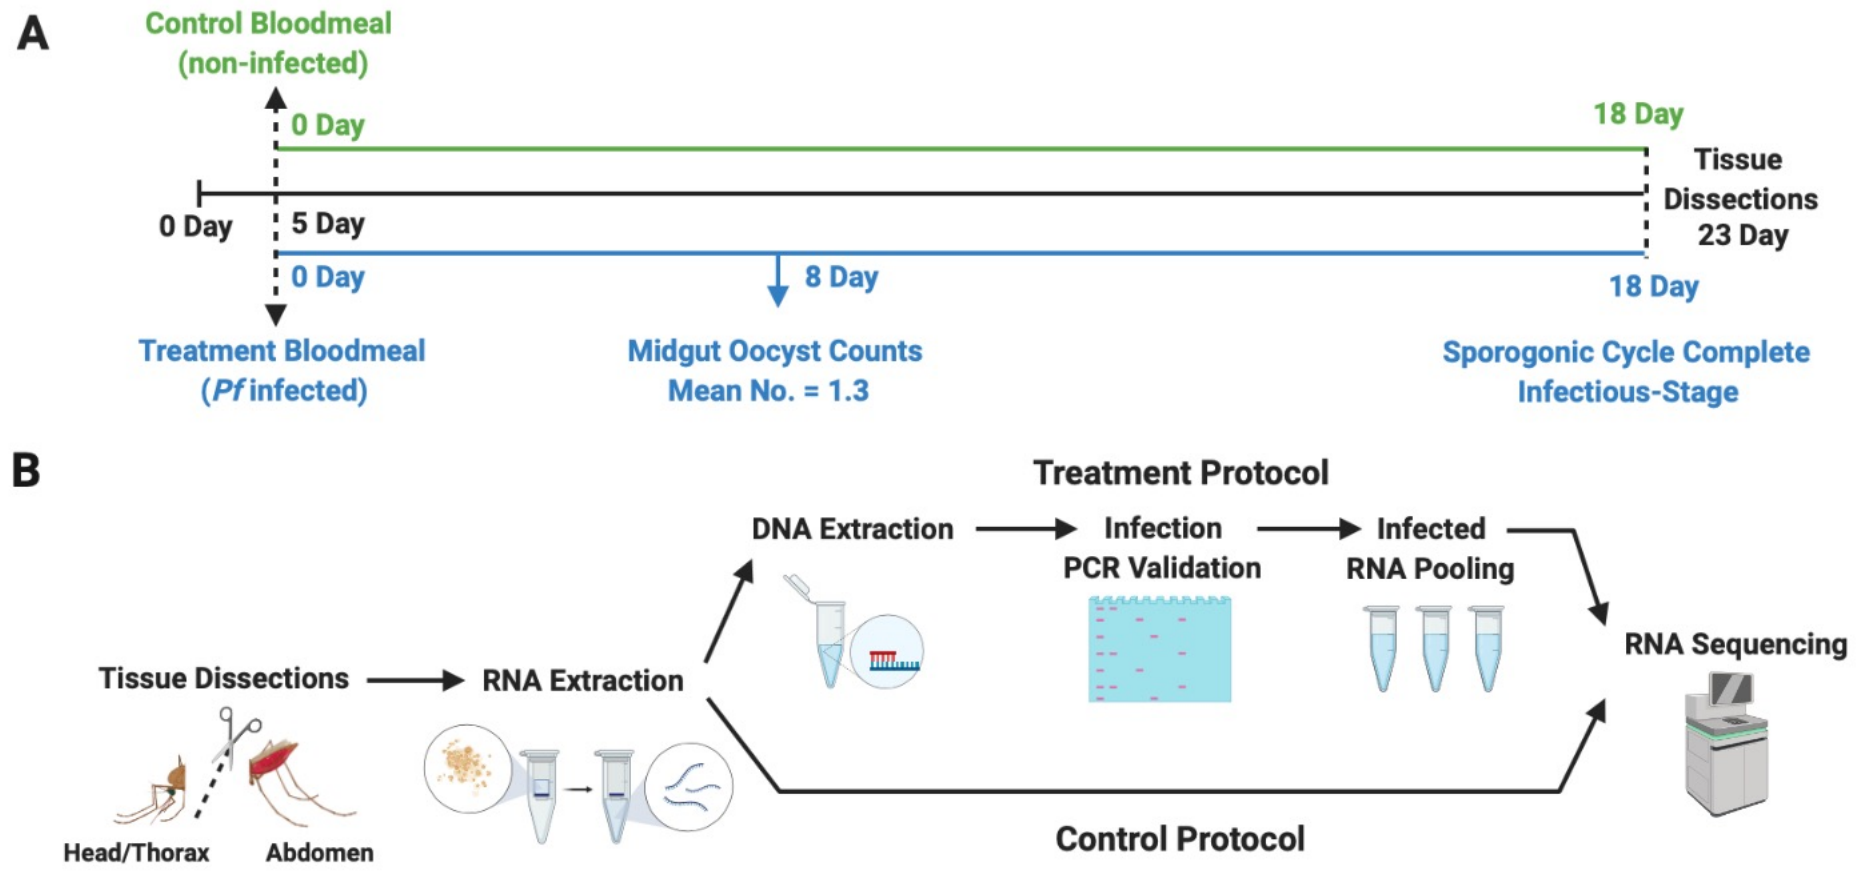 A
Control Bloodmeal
(non-infected)
0 Day
18 Day
Tissue
Dissections
23 Day
0 Day
5 Day
0 Day
8 Day
18 Day
Treatment Bloodmeal
(Pf infected)
Midgut Oocyst Counts
Mean No. = 1.3
Sporogonic Cycle Complete
Infectious-Stage
B
Treatment Protocol
DNA Extraction
Infection
PCR Validation
Infected
RNA Pooling
RNA Sequencing
Tissue Dissections
RNA Extraction
Head/Thorax
Abdomen
Control Protocol